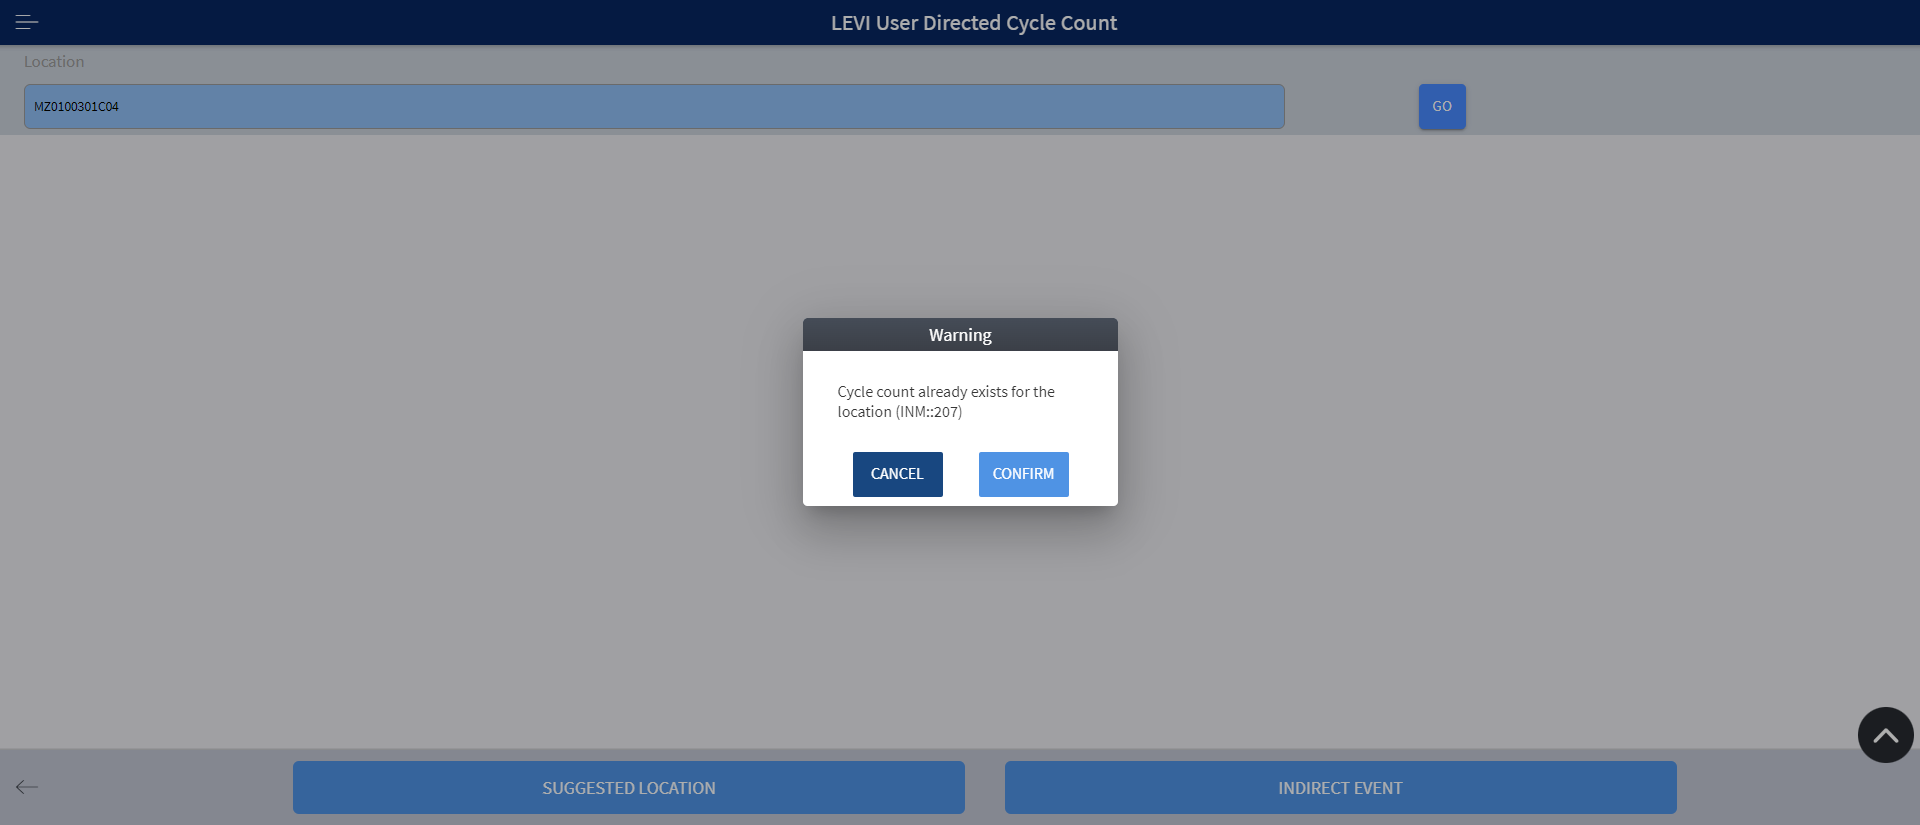 LEVI User Directed Cycle Count
Location
MZ0100301C04
GO
Warning
Cycle count already exists for the
location (INM::207)
CANCEL
CONFIRM
SUGGESTED LOCATION
INDIRECT EVENT